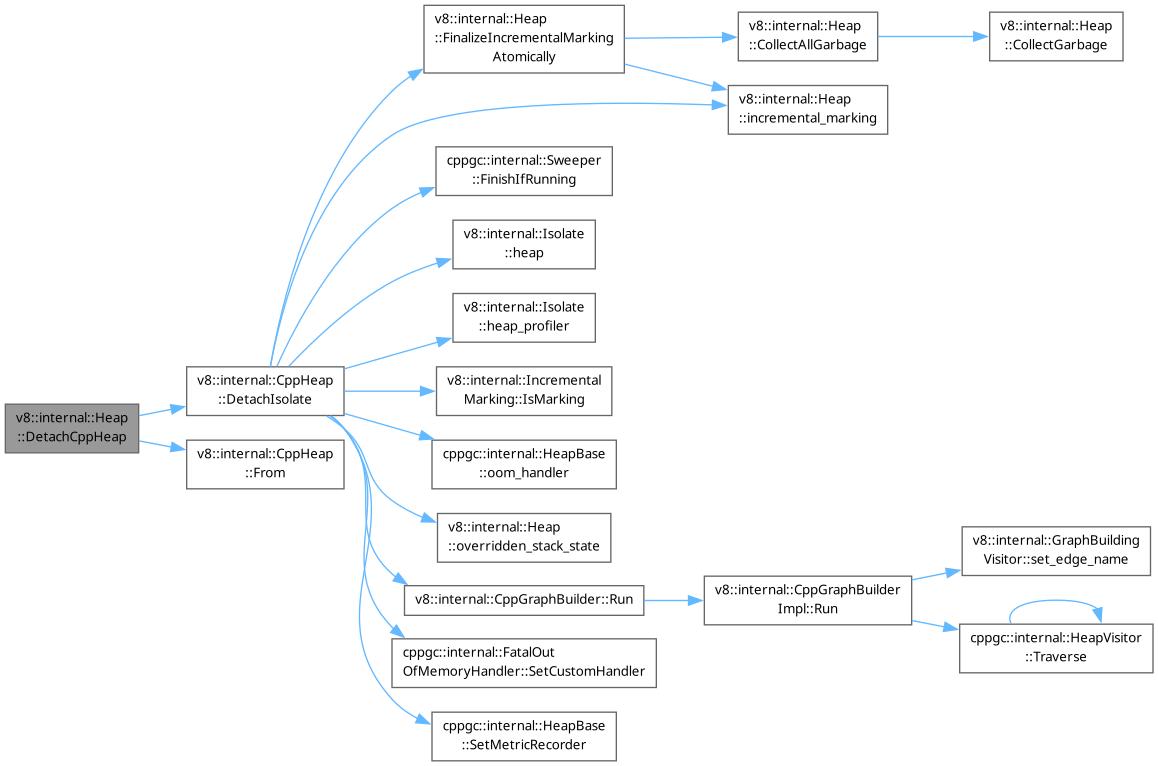 v8::internal::Heap
::FinalizeIncrementalMarking
Atomically
v8::internal::Heap
::CollectAllGarbage
v8::internal::Heap
::CollectGarbage
v8::internal::Heap
::incremental_marking
cppgc::internal::Sweeper
::FinishIfRunning
v8::internal::Isolate
::heap
v8::internal::Isolate
::heap_profiler
v8::internal::CppHeap
::DetachIsolate
v8::internal::Incremental
Marking::IsMarking
v8::internal::Heap
::DetachCppHeap
v8::internal::CppHeap
::From
cppgc::internal::HeapBase
::oom_handler
v8::internal::Heap
::overridden_stack_state
v8::internal::GraphBuilding
Visitor::set_edge_name
v8::internal::CppGraphBuilder::Run
v8::internal::CppGraphBuilder
Impl::Run
cppgc::internal::HeapVisitor
::Traverse
cppgc::internal::FatalOut
OfMemoryHandler::SetCustomHandler
cppgc::internal::HeapBase
::SetMetricRecorder